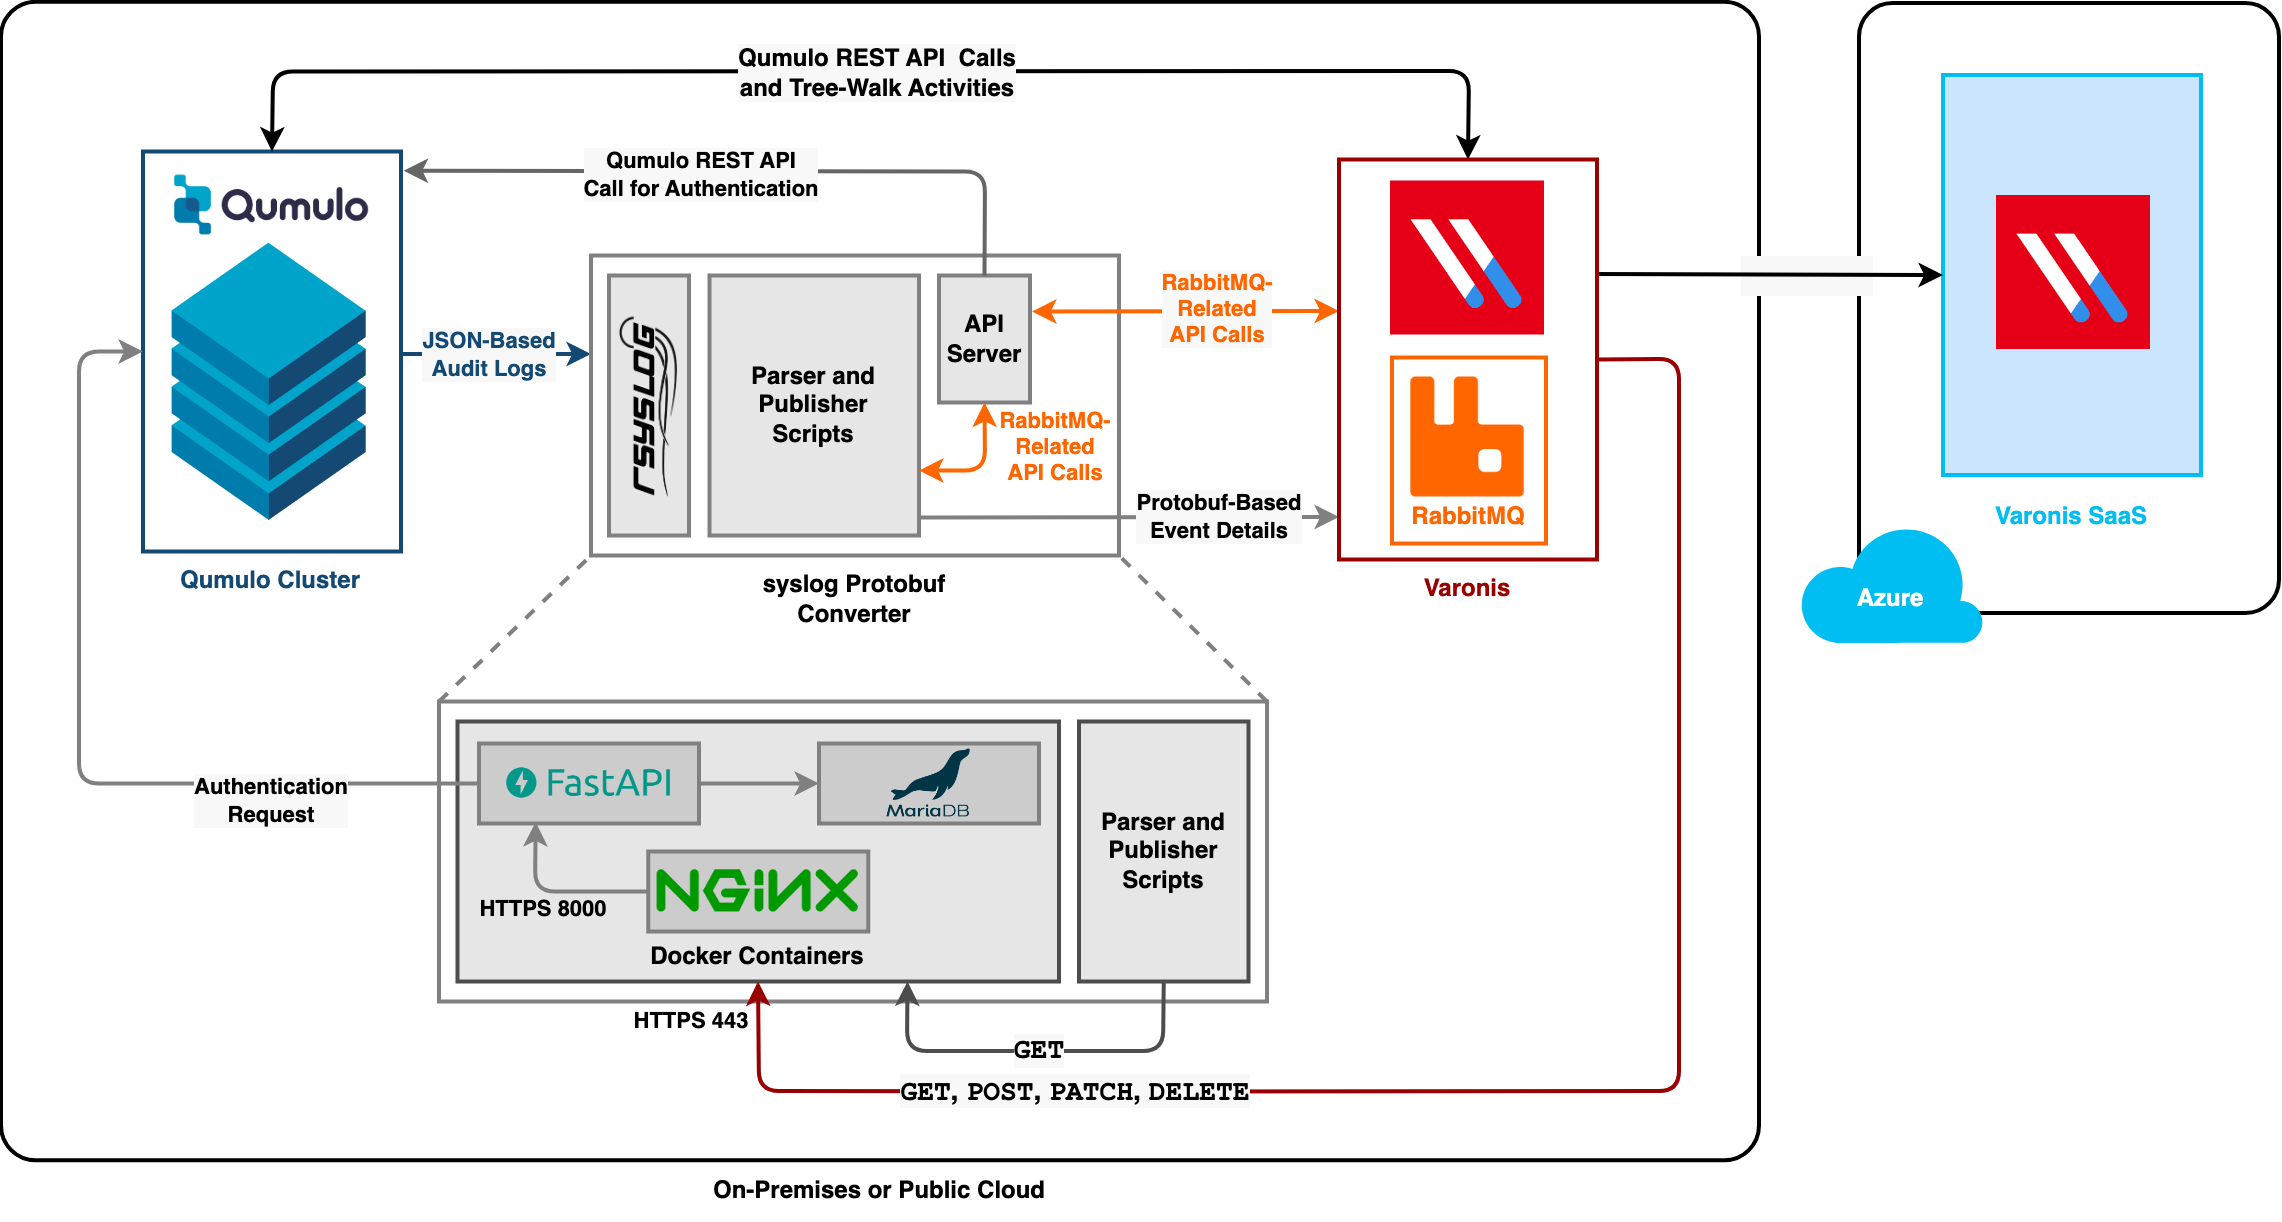 Qumulo REST API  Calls
and Tree-Walk Activities
Qumulo REST API
Call for Authentication
Qumulo
JSON-Based
Audit Logs
Qumulo Cluster
rsyslog
Parser and
Publisher
Scripts
API
Server
RabbitMQ-
Related
API Calls
RabbitMQ-
Related
API Calls
Protobuf-Based
Event Details
RabbitMQ
Varonis
Varonis SaaS
Azure
syslog Protobuf
Converter
Authentication
Request
FastAPI
MariaDB
HTTPS 8000
NGINX
Docker Containers
Parser and
Publisher
Scripts
HTTPS 443
GET
GET, POST, PATCH, DELETE
On-Premises or Public Cloud